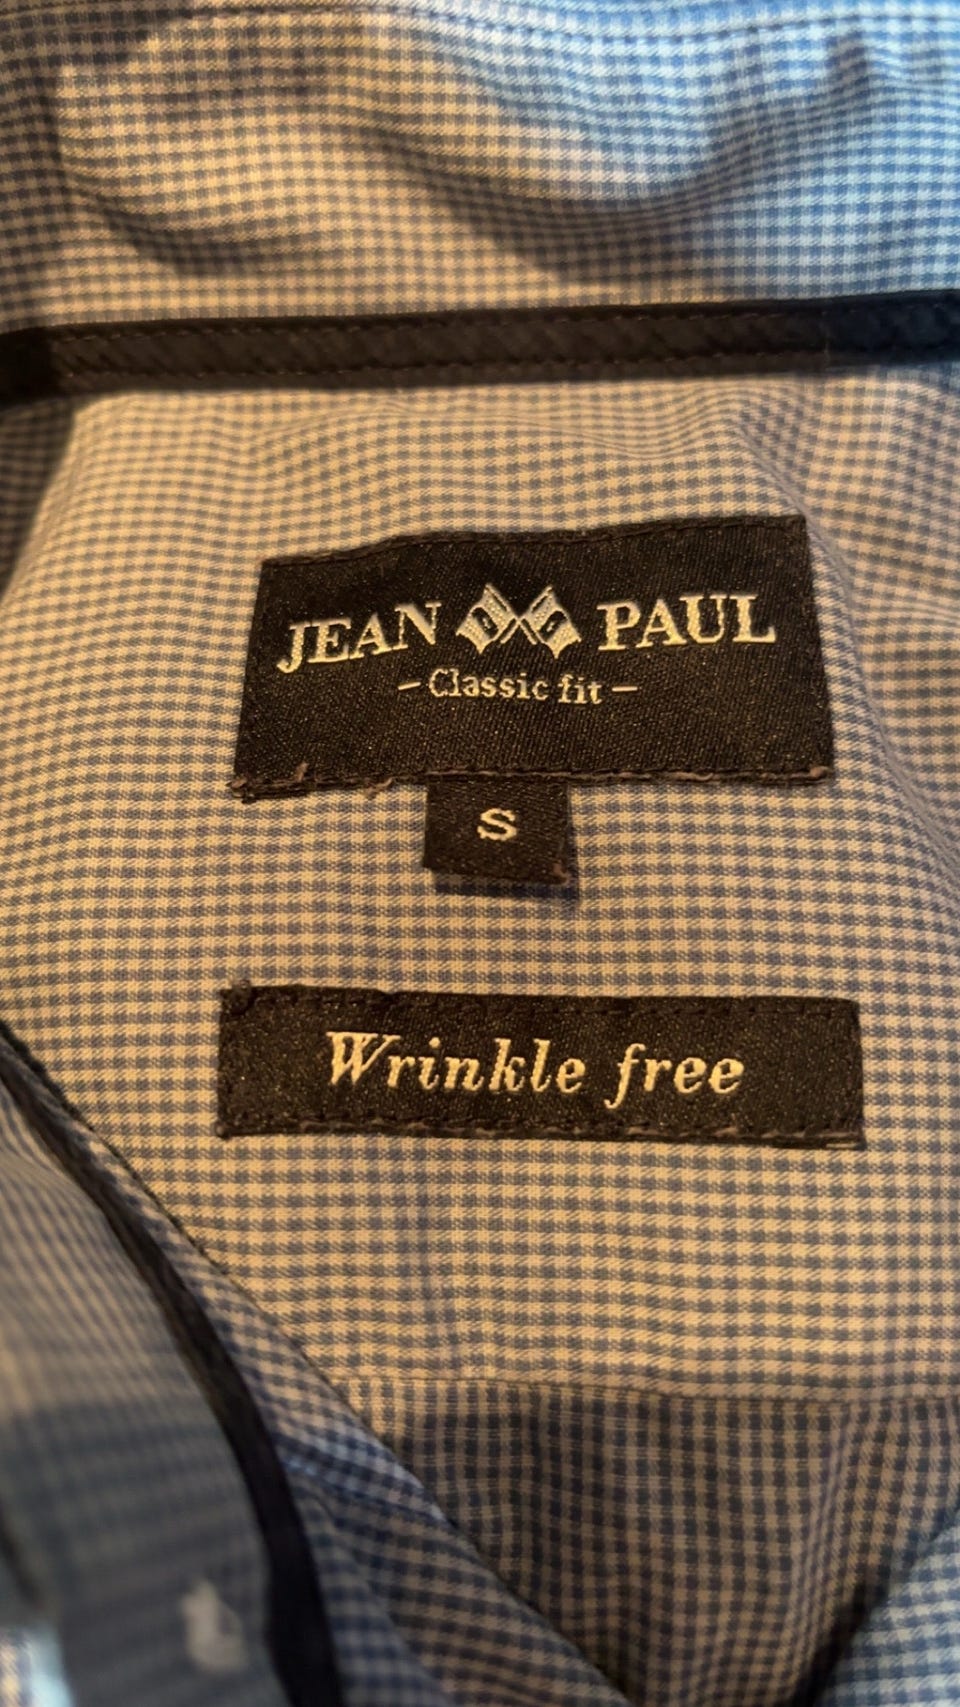 JEAN PAUL
- Classic fit -
S
Wrinkle free